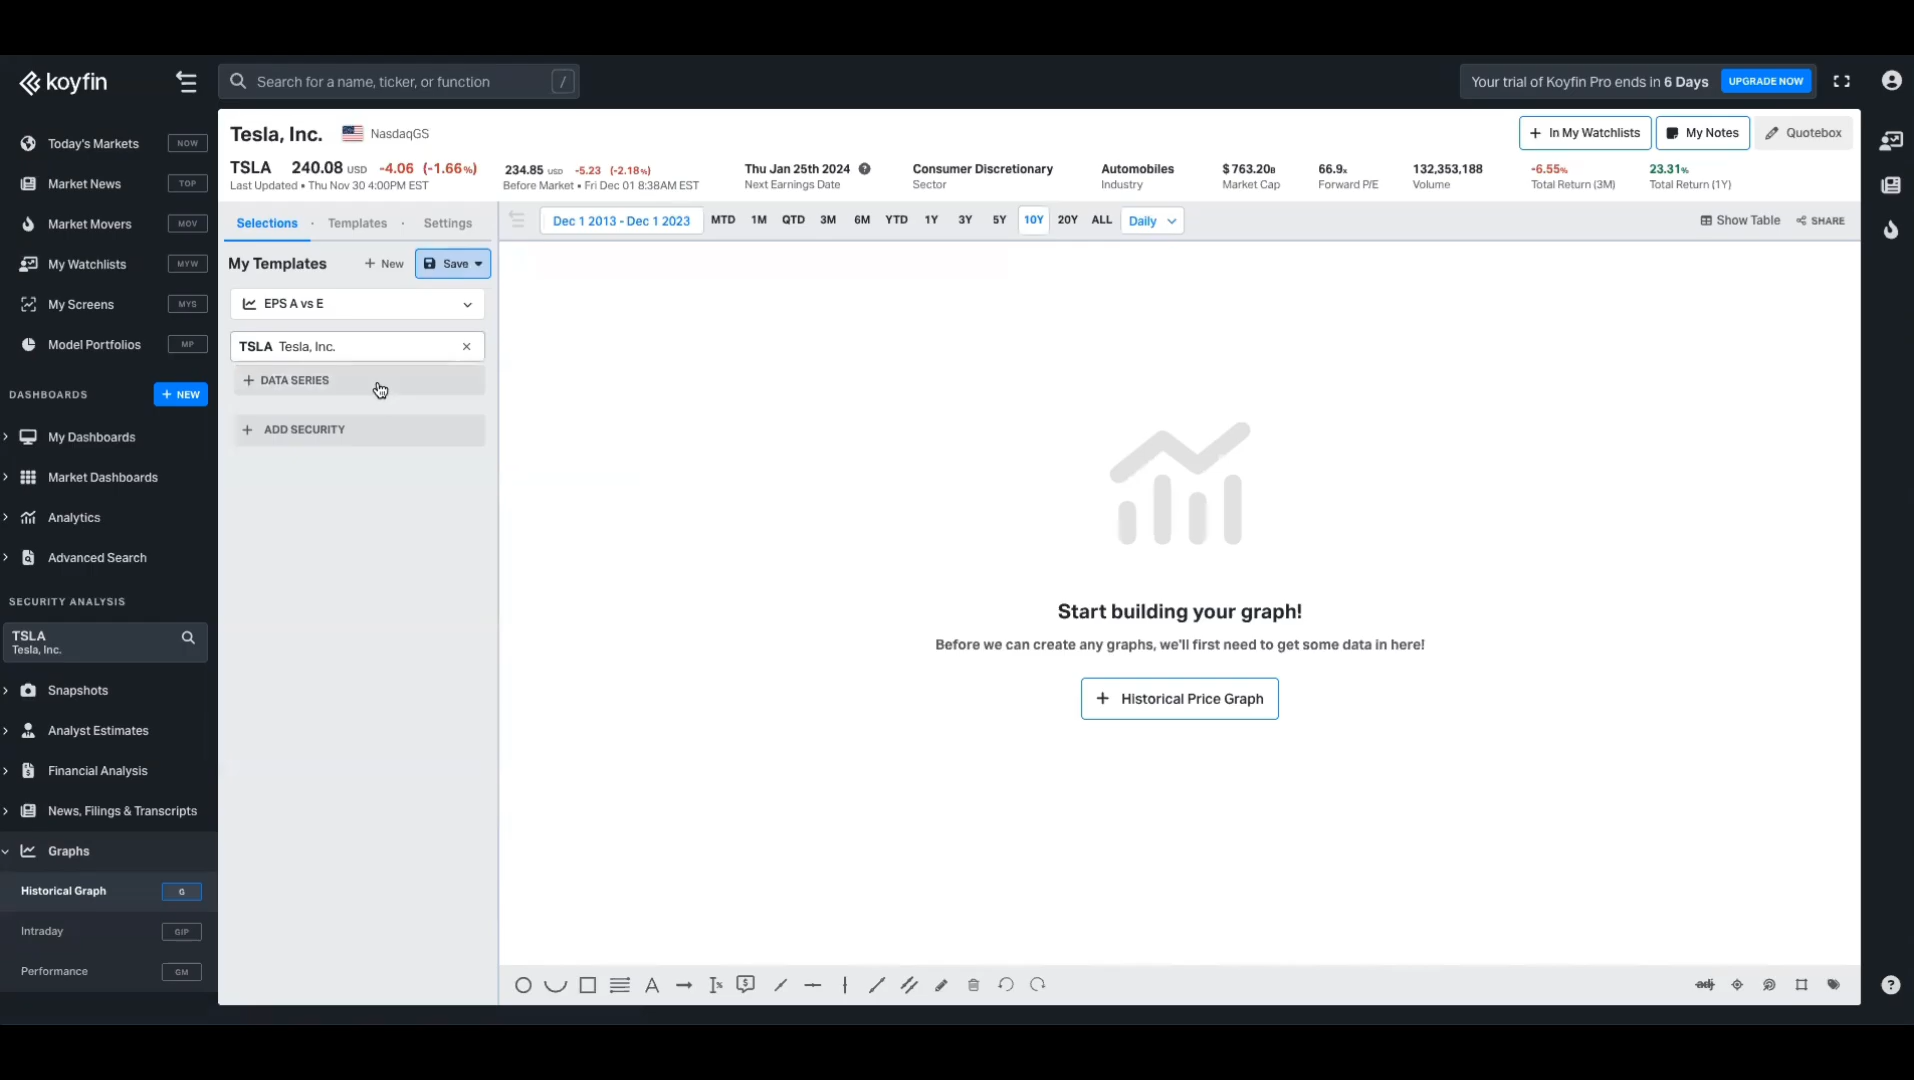 koyfin
Search for a name, ticker, or function /
Your trial of Koyfin Pro ends in 6 Days UPGRADE NOW
Today's Markets NOW
Market News TOP
Market Movers MOV
My Watchlists MYW
My Screens MYS
Model Portfolios MP
DASHBOARDS + NEW
My Dashboards
Market Dashboards
Analytics
Advanced Search
SECURITY ANALYSIS
TSLA
Tesla, Inc.
Snapshots
Analyst Estimates
Financial Analysis
News, Filings & Transcripts
Graphs
Historical Graph G
Intraday GIP
Performance GM
Tesla, Inc. NasdaqGS
+ In My Watchlists My Notes Quotebox
TSLA 240.08 USD -4.06 (-1.66%)
Last Updated • Thu Nov 30 4:00PM EST
234.85 USD -5.23 (-2.18%)
Before Market • Fri Dec 01 8:38AM EST
Thu Jan 25th 2024 ?
Next Earnings Date
Consumer Discretionary
Sector
Automobiles
Industry
$763.20B
Market Cap
66.9x
Forward P/E
132,353,188
Volume
-6.55%
Total Return (3M)
23.31%
Total Return (1Y)
Selections · Templates · Settings
Dec 1 2013 - Dec 1 2023 MTD 1M QTD 3M 6M YTD 1Y 3Y 5Y 10Y 20Y ALL Daily
Show Table SHARE
My Templates + New Save
EPS A vs E
TSLA Tesla, Inc. ×
+ DATA SERIES
+ ADD SECURITY
Start building your graph!
Before we can create any graphs, we'll first need to get some data in here!
+ Historical Price Graph
A
adj
?